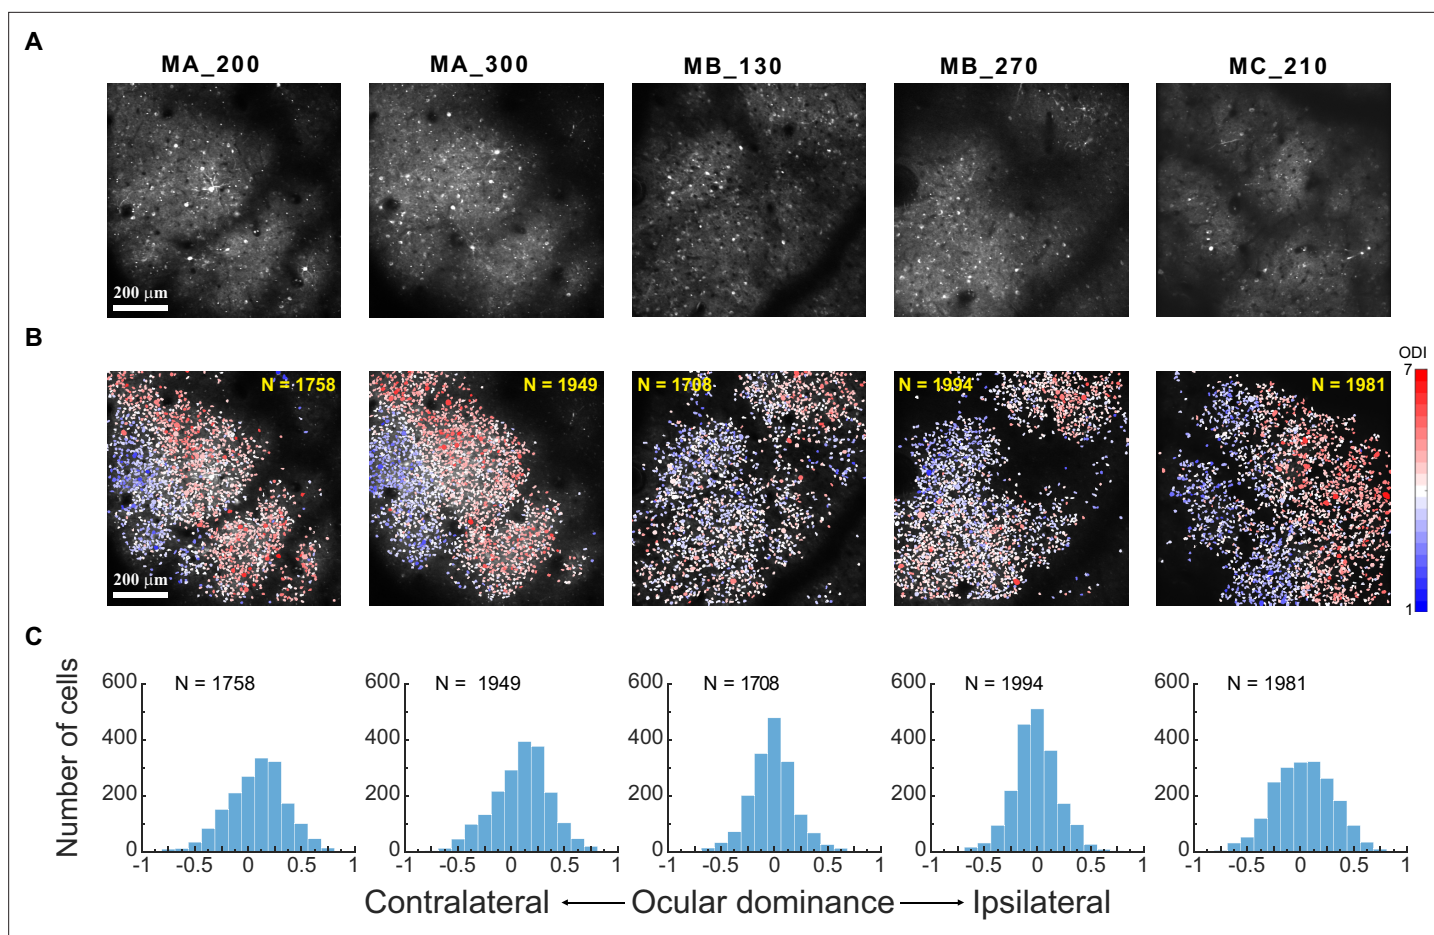 A
MA_200 MA_300 MB_130 MB_270 MC_210
200 μm
B
ODI
N = 1758 N = 1949 N = 1708 N = 1994 N = 1981 7
200 μm
1
C
Number of cells
N = 1758 N = 1949 N = 1708 N = 1994 N = 1981
600 600 600 600 600
400 400 400 400 400
200 200 200 200 200
0 0 0 0 0
-1 -0.5 0 0.5 1 -1 -0.5 0 0.5 1 -1 -0.5 0 0.5 1 -1 -0.5 0 0.5 1 -1 -0.5 0 0.5 1
Contralateral ← Ocular dominance → Ipsilateral